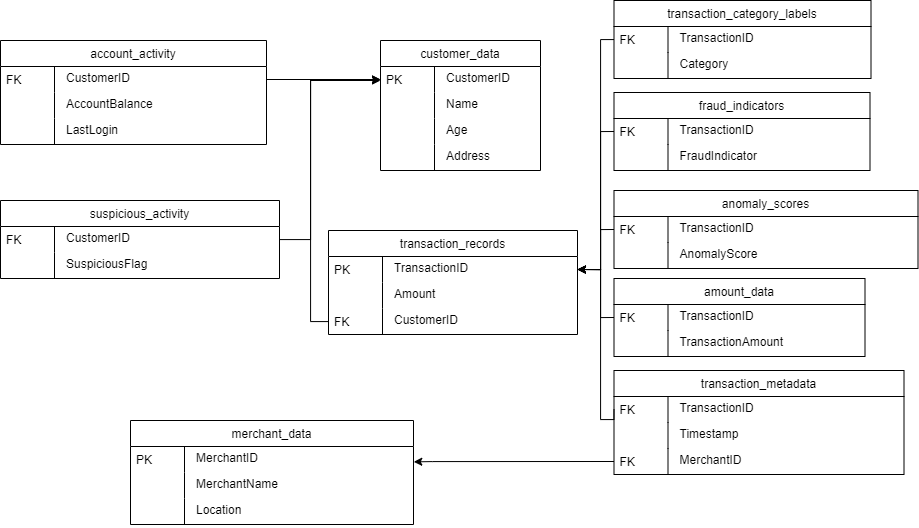 transaction_category_labels
FK TransactionID
Category
account_activity
FK CustomerID
AccountBalance
LastLogin
customer_data
PK CustomerID
Name
Age
Address
fraud_indicators
FK TransactionID
FraudIndicator
suspicious_activity
FK CustomerID
SuspiciousFlag
transaction_records
PK TransactionID
Amount
FK CustomerID
anomaly_scores
FK TransactionID
AnomalyScore
amount_data
FK TransactionID
TransactionAmount
transaction_metadata
FK TransactionID
Timestamp
FK MerchantID
merchant_data
PK MerchantID
MerchantName
Location